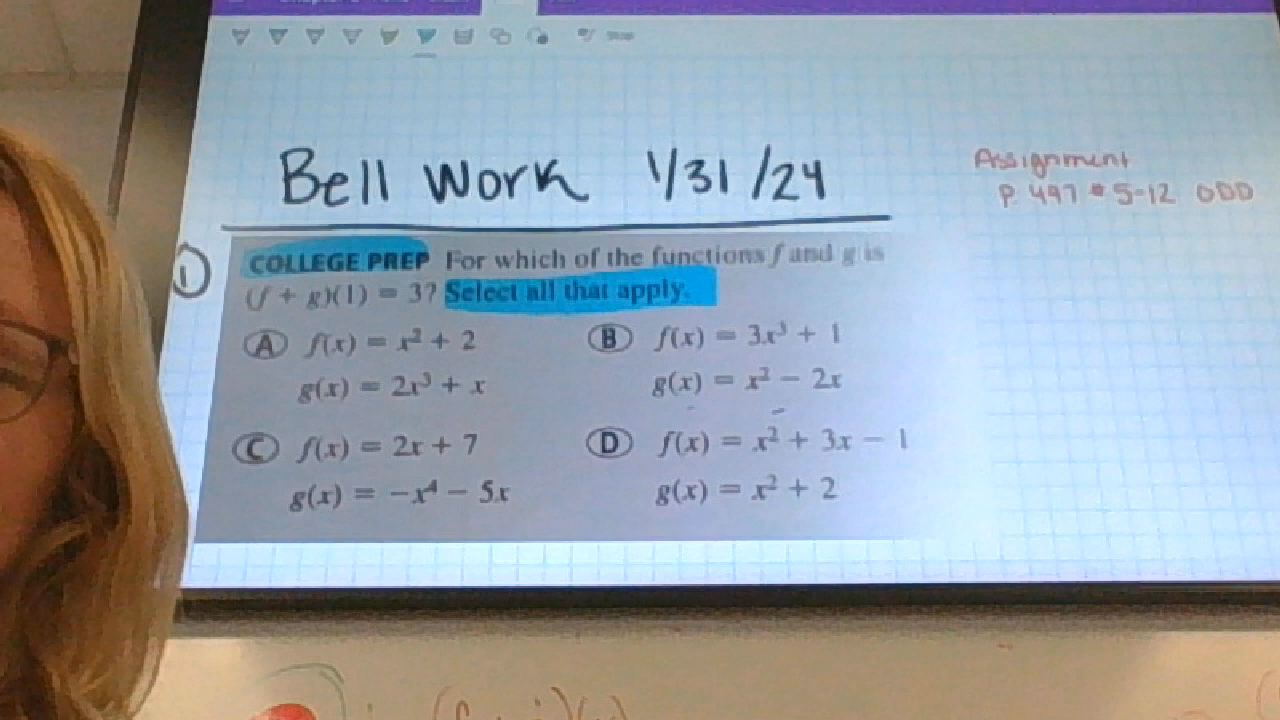 Bell Work 1/31/24
Assignment
P. 497 # 5-12 ODD
1
COLLEGE PREP For which of the functions f and g is
(f + g)(1) = 3? Select all that apply.
A f(x) = x² + 2
g(x) = 2x³ + x
B f(x) = 3x³ + 1
g(x) = x² − 2x
C f(x) = 2x + 7
g(x) = −x⁴ − 5x
D f(x) = x² + 3x − 1
g(x) = x² + 2